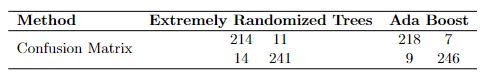 Method Extremely Randomized Trees Ada Boost
Confusion Matrix 214 11 218 7
14 241 9 246